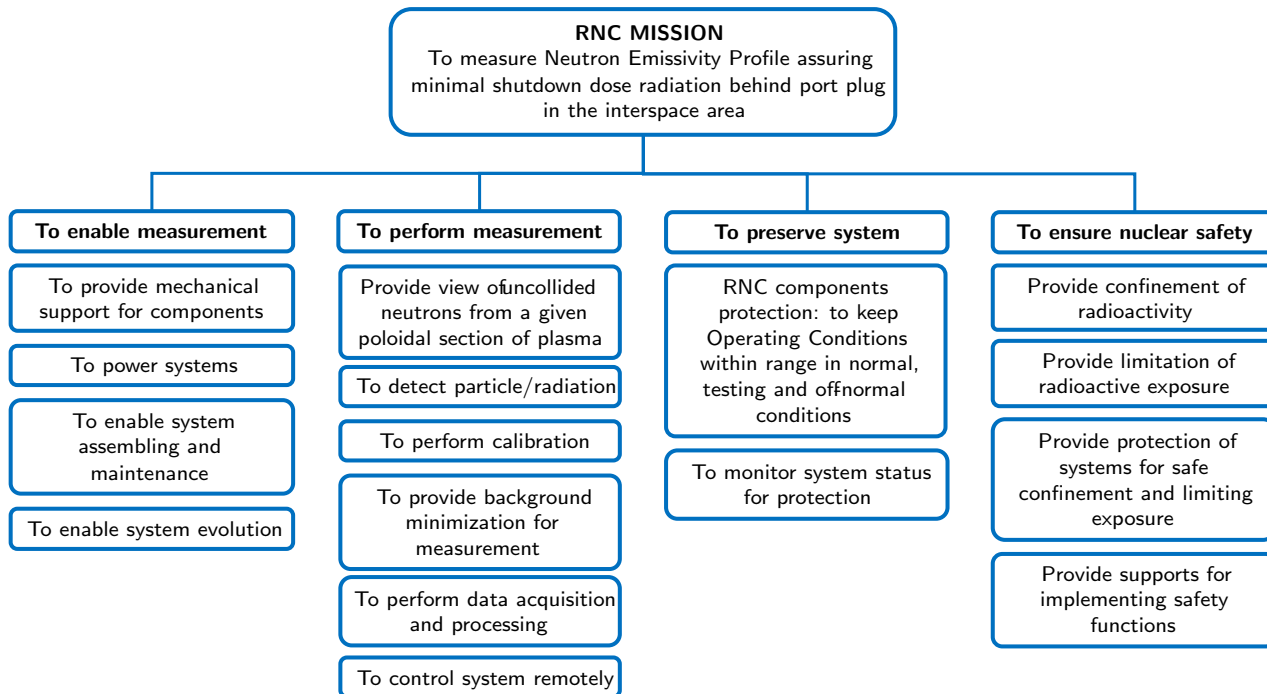 RNC MISSION
To measure Neutron Emissivity Profile assuring
minimal shutdown dose radiation behind port plug
in the interspace area
To enable measurement
To provide mechanical
support for components
To power systems
To enable system
assembling and
maintenance
To enable system evolution
To perform measurement
Provide view ofuncollided
neutrons from a given
poloidal section of plasma
To detect particle/radiation
To perform calibration
To provide background
minimization for
measurement
To perform data acquisition
and processing
To control system remotely
To preserve system
RNC components
protection: to keep
Operating Conditions
within range in normal,
testing and offnormal
conditions
To monitor system status
for protection
To ensure nuclear safety
Provide confinement of
radioactivity
Provide limitation of
radioactive exposure
Provide protection of
systems for safe
confinement and limiting
exposure
Provide supports for
implementing safety
functions